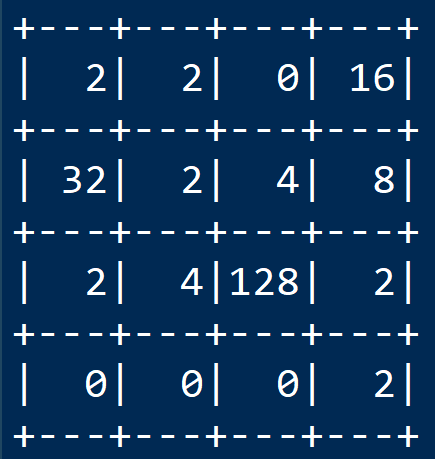 +---+---+---+---+
|  2|  2|  0| 16|
+---+---+---+---+
| 32|  2|  4|  8|
+---+---+---+---+
|  2|  4|128|  2|
+---+---+---+---+
|  0|  0|  0|  2|
+---+---+---+---+